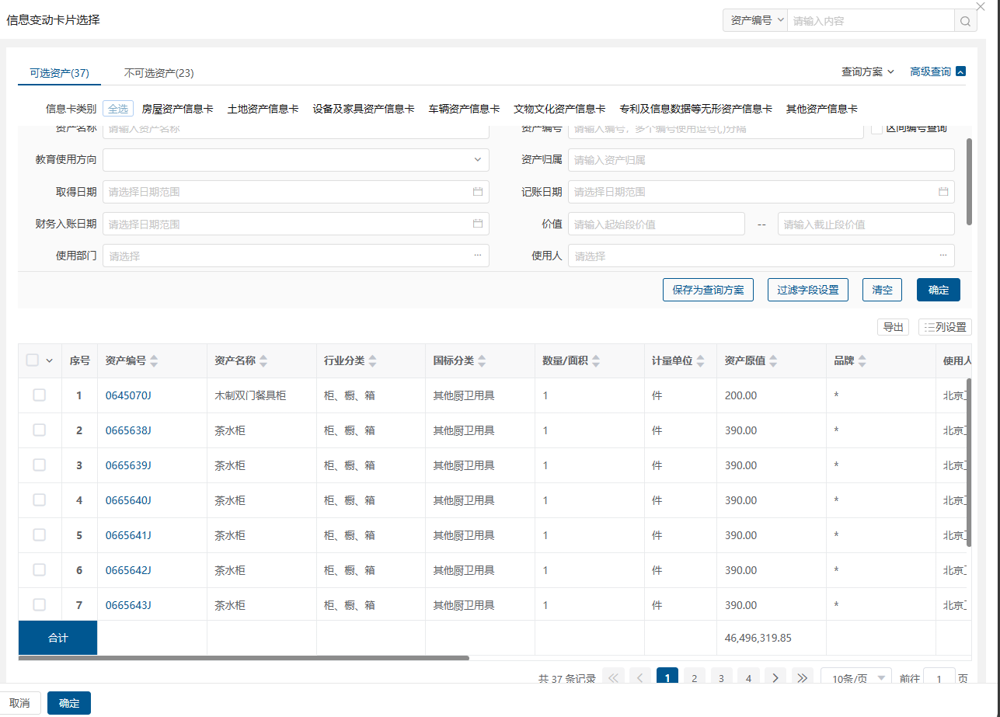 信息变动卡片选择
资产编号 请输入内容
可选资产(37) 不可选资产(23) 查询方案 高级查询
信息卡类别 全选 房屋资产信息卡 土地资产信息卡 设备及家具资产信息卡 车辆资产信息卡 文物文化资产信息卡 专利及信息数据等无形资产信息卡 其他资产信息卡
资产名称 请输入资产名称 资产编号 请输入编号，多个编号使用逗号(,)分隔 区间编号查询
教育使用方向 资产归属 请输入资产归属
取得日期 请选择日期范围 记账日期 请选择日期范围
财务入账日期 请选择日期范围 价值 请输入起始段价值 -- 请输入截止段价值
使用部门 请选择 ... 使用人 请选择 ...
保存为查询方案 过滤字段设置 清空 确定
导出 列设置
序号 资产编号 资产名称 行业分类 国标分类 数量/面积 计量单位 资产原值 品牌 使用人
1 0645070J 木制双门餐具柜 柜、橱、箱 其他厨卫用具 1 件 200.00 * 北京
2 0665638J 茶水柜 柜、橱、箱 其他厨卫用具 1 件 390.00 * 北京
3 0665639J 茶水柜 柜、橱、箱 其他厨卫用具 1 件 390.00 * 北京
4 0665640J 茶水柜 柜、橱、箱 其他厨卫用具 1 件 390.00 * 北京
5 0665641J 茶水柜 柜、橱、箱 其他厨卫用具 1 件 390.00 * 北京
6 0665642J 茶水柜 柜、橱、箱 其他厨卫用具 1 件 390.00 * 北京
7 0665643J 茶水柜 柜、橱、箱 其他厨卫用具 1 件 390.00 * 北京
合计 46,496,319.85
共 37 条记录 1 2 3 4 10条/页 前往 1 页
取消 确定